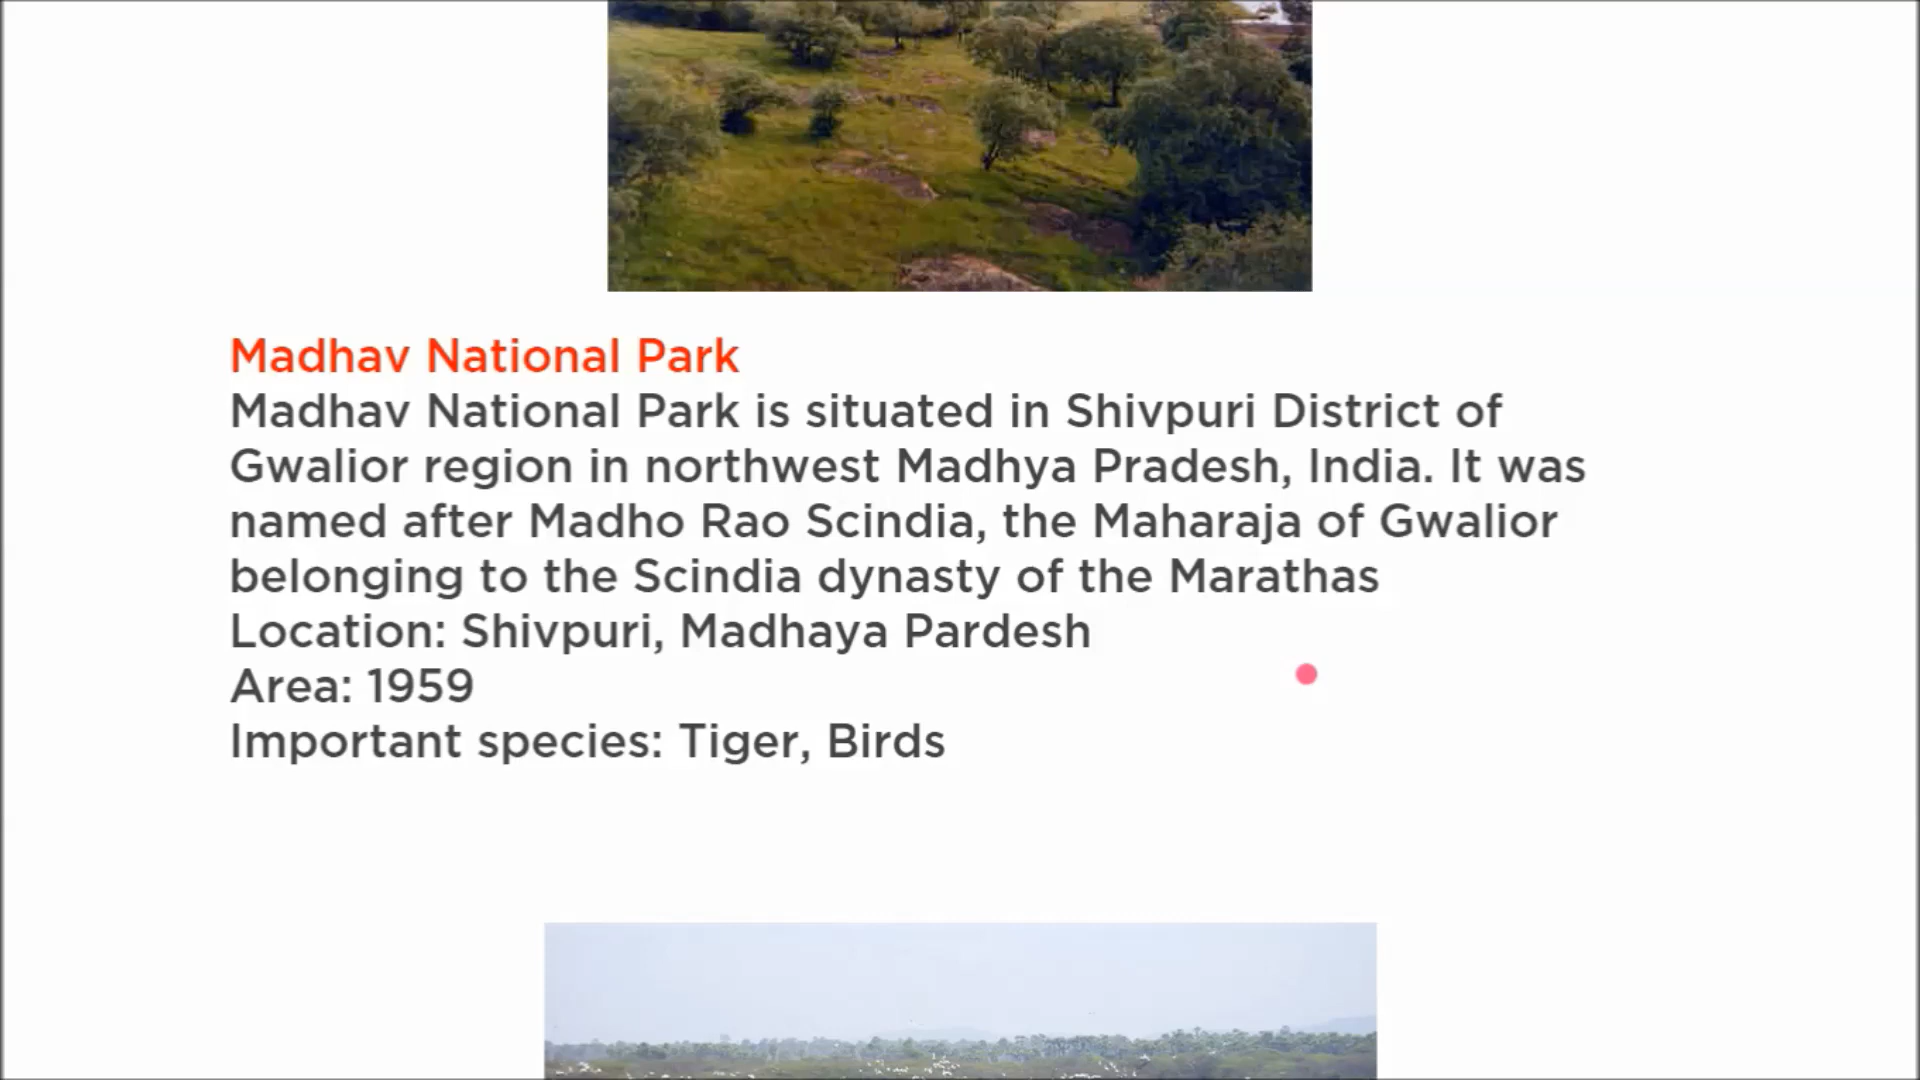 Madhav National Park
Madhav National Park is situated in Shivpuri District of
Gwalior region in northwest Madhya Pradesh, India. It was
named after Madho Rao Scindia, the Maharaja of Gwalior
belonging to the Scindia dynasty of the Marathas
Location: Shivpuri, Madhaya Pardesh
Area: 1959
Important species: Tiger, Birds